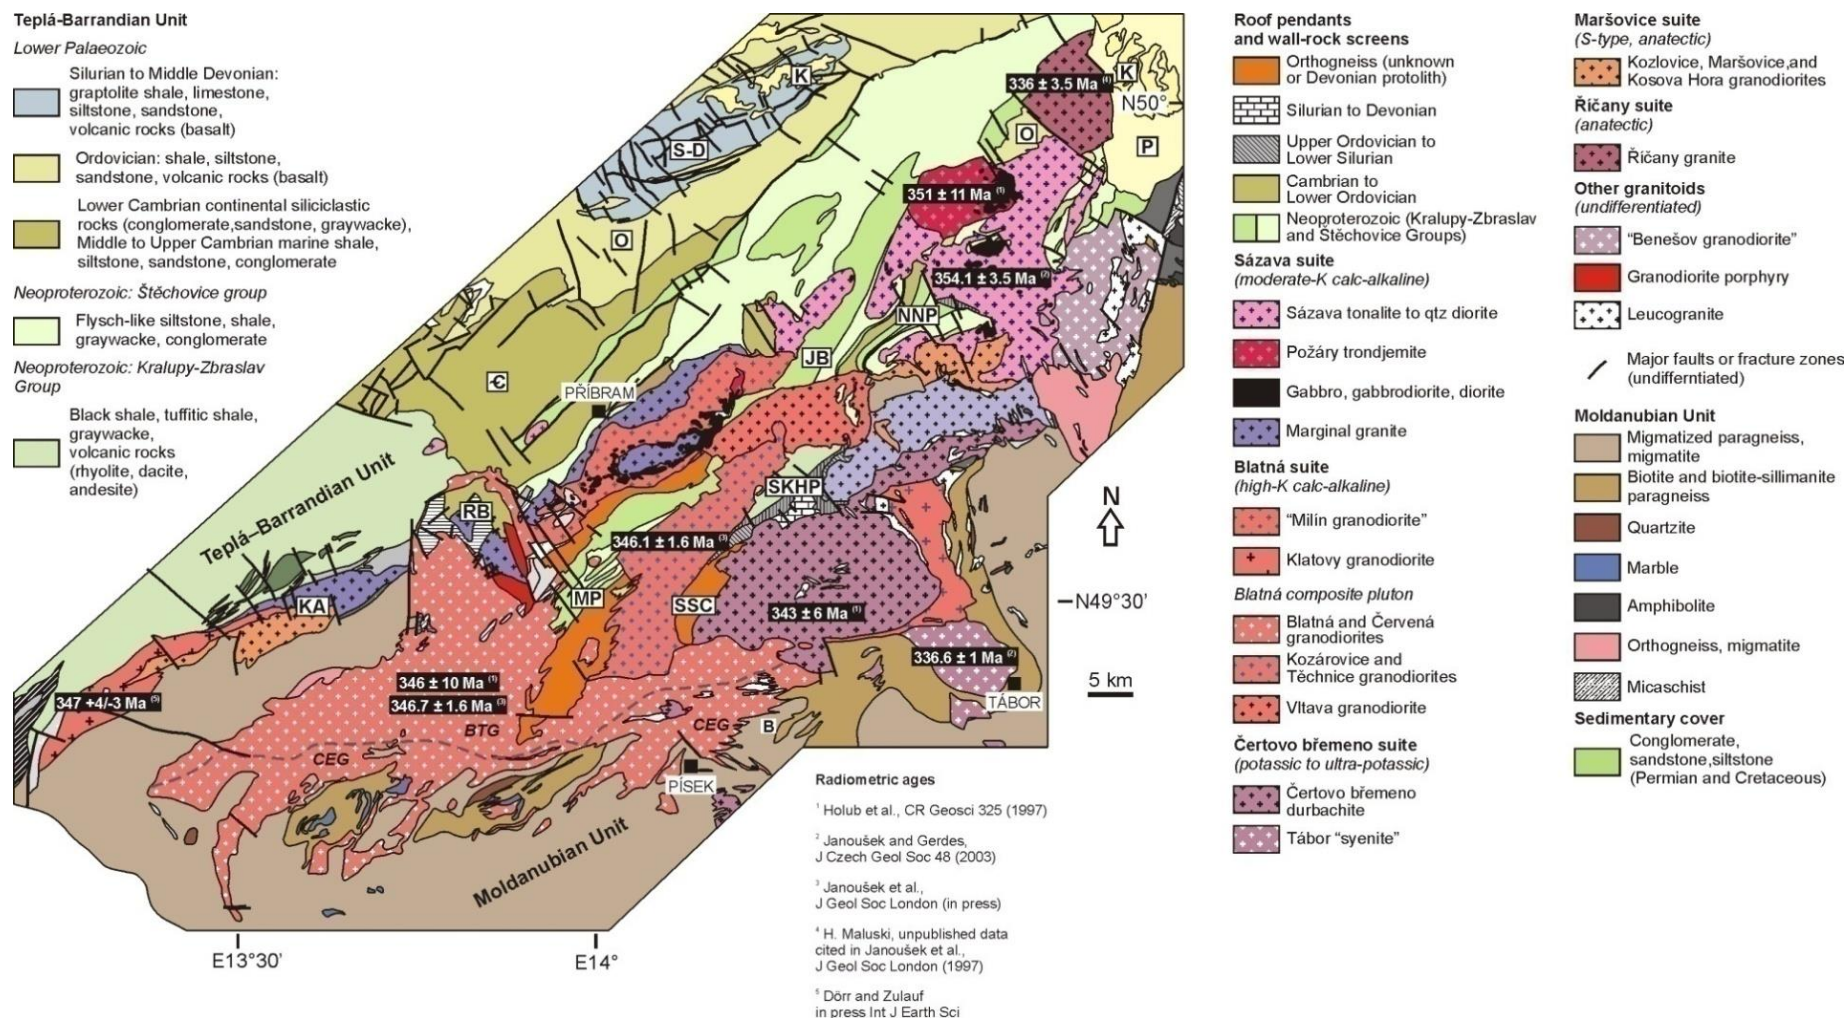 Teplá-Barrandian Unit
Lower Palaeozoic
Silurian to Middle Devonian:
graptolite shale, limestone,
siltstone, sandstone,
volcanic rocks (basalt)
Ordovician: shale, siltstone,
sandstone, volcanic rocks (basalt)
Lower Cambrian continental siliciclastic
rocks (conglomerate,sandstone, graywacke),
Middle to Upper Cambrian marine shale,
siltstone, sandstone, conglomerate
Neoproterozoic: Štěchovice group
Flysch-like siltstone, shale,
graywacke, conglomerate
Neoproterozoic: Kralupy-Zbraslav
Group
Black shale, tuffitic shale,
graywacke,
volcanic rocks
(rhyolite, dacite,
andesite)
K
K
336 ± 3.5 Ma (4)
N50°
S-D
O
P
351 ± 11 Ma (1)
O
354.1 ± 3.5 Ma (2)
NNP
JB
Є
PŘÍBRAM
Teplá–Barrandian Unit
RB
SKHP
346.1 ± 1.6 Ma (3)
N
KA
MP
SSC
343 ± 6 Ma (1)
N49°30'
336.6 ± 1 Ma (2)
5 km
TÁBOR
347 +4/-3 Ma (5)
346 ± 10 Ma (1)
346.7 ± 1.6 Ma (3)
BTG
CEG
CEG
B
PÍSEK
Moldanubian Unit
E13°30'
E14°
Radiometric ages
1 Holub et al., CR Geosci 325 (1997)
2 Janoušek and Gerdes,
J Czech Geol Soc 48 (2003)
3 Janoušek et al.,
J Geol Soc London (in press)
4 H. Maluski, unpublished data
cited in Janoušek et al.,
J Geol Soc London (1997)
5 Dörr and Zulauf
in press Int J Earth Sci
Roof pendants
and wall-rock screens
Orthogneiss (unknown
or Devonian protolith)
Silurian to Devonian
Upper Ordovician to
Lower Silurian
Cambrian to
Lower Ordovician
Neoproterozoic (Kralupy-Zbraslav
and Štěchovice Groups)
Sázava suite
(moderate-K calc-alkaline)
Sázava tonalite to qtz diorite
Požáry trondjemite
Gabbro, gabbrodiorite, diorite
Marginal granite
Blatná suite
(high-K calc-alkaline)
“Milín granodiorite”
Klatovy granodiorite
Blatná composite pluton
Blatná and Červená
granodiorites
Kozárovice and
Těchnice granodiorites
Vltava granodiorite
Čertovo břemeno suite
(potassic to ultra-potassic)
Čertovo břemeno
durbachite
Tábor “syenite”
Maršovice suite
(S-type, anatectic)
Kozlovice, Maršovice,and
Kosova Hora granodiorites
Říčany suite
(anatectic)
Říčany granite
Other granitoids
(undifferentiated)
“Benešov granodiorite”
Granodiorite porphyry
Leucogranite
Major faults or fracture zones
(undifferntiated)
Moldanubian Unit
Migmatized paragneiss,
migmatite
Biotite and biotite-sillimanite
paragneiss
Quartzite
Marble
Amphibolite
Orthogneiss, migmatite
Micaschist
Sedimentary cover
Conglomerate,
sandstone,siltstone
(Permian and Cretaceous)